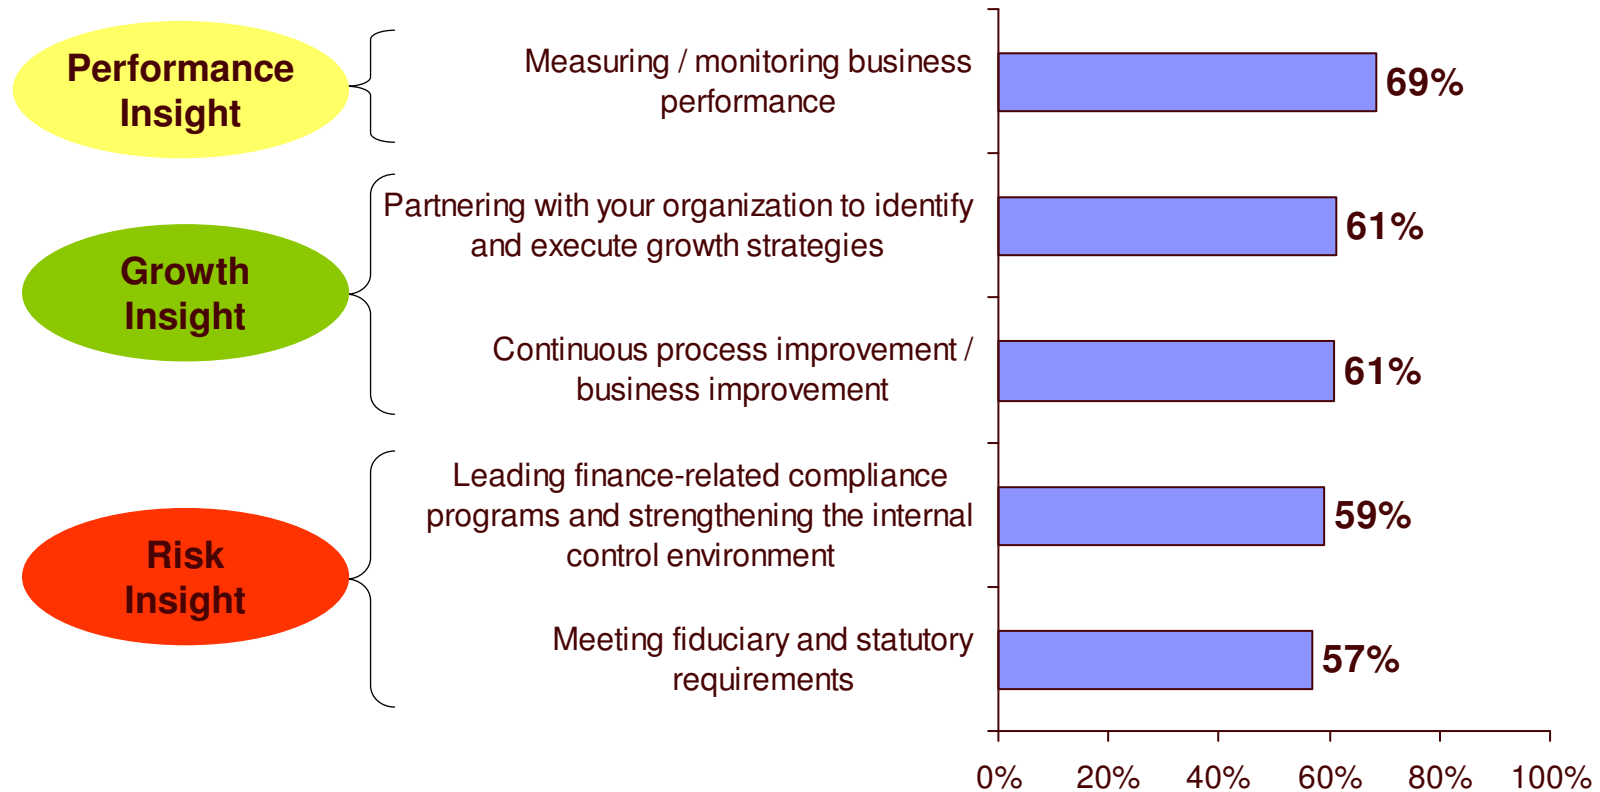 Performance
Insight
Measuring / monitoring business
performance
69%
Growth
Insight
Partnering with your organization to identify
and execute growth strategies
61%
Continuous process improvement /
business improvement
61%
Risk
Insight
Leading finance-related compliance
programs and strengthening the internal
control environment
59%
Meeting fiduciary and statutory
requirements
57%
0% 20% 40% 60% 80% 100%